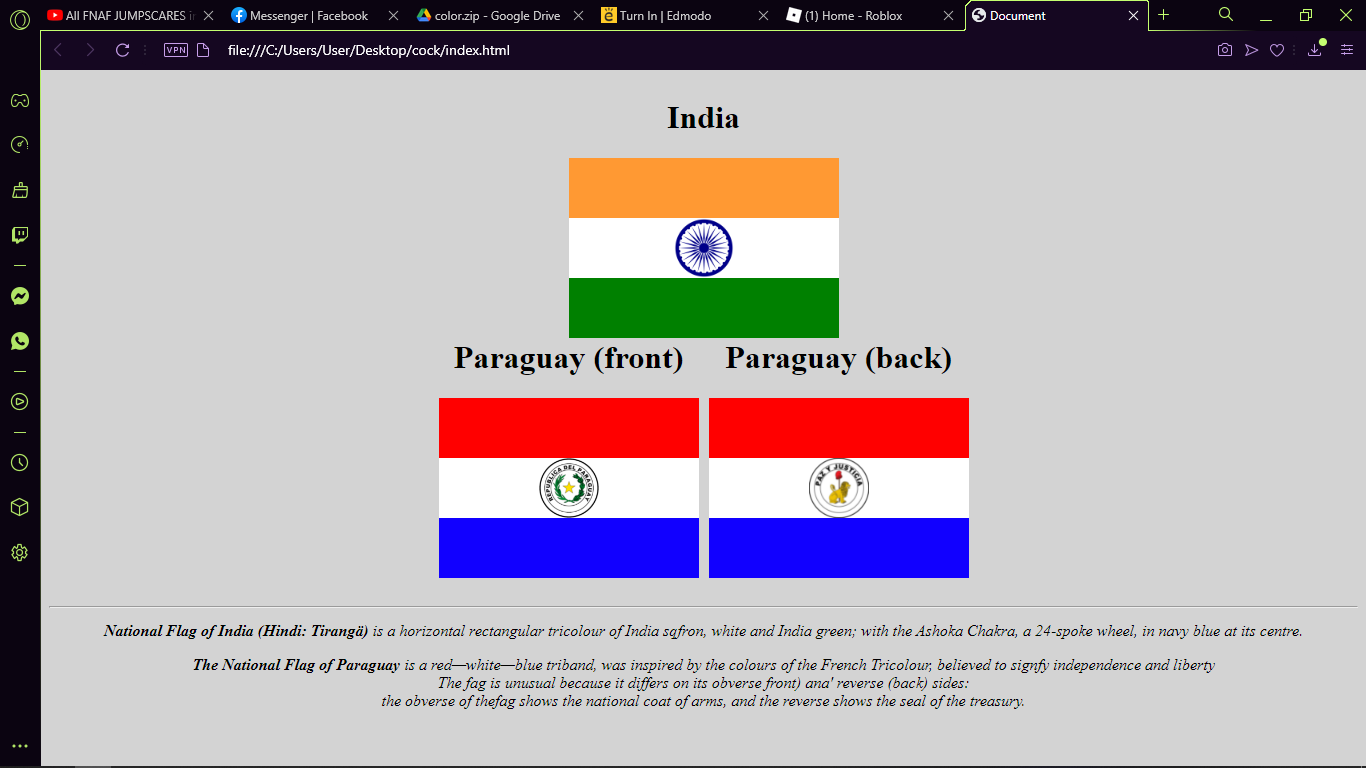 All FNAF JUMPSCARES in
Messenger | Facebook
color.zip - Google Drive
Turn In | Edmodo
(1) Home - Roblox
Document
VPN
file:///C:/Users/User/Desktop/cock/index.html
India
Paraguay (front)
Paraguay (back)
REPUBLICA DEL PARAGUAY
PAZ Y JUSTICIA
National Flag of India (Hindi: Tirangä) is a horizontal rectangular tricolour of India sqfron, white and India green; with the Ashoka Chakra, a 24-spoke wheel, in navy blue at its centre.
The National Flag of Paraguay is a red—white—blue triband, was inspired by the colours of the French Tricolour, believed to signfy independence and liberty
The fag is unusual because it differs on its obverse front) ana' reverse (back) sides:
the obverse of thefag shows the national coat of arms, and the reverse shows the seal of the treasury.